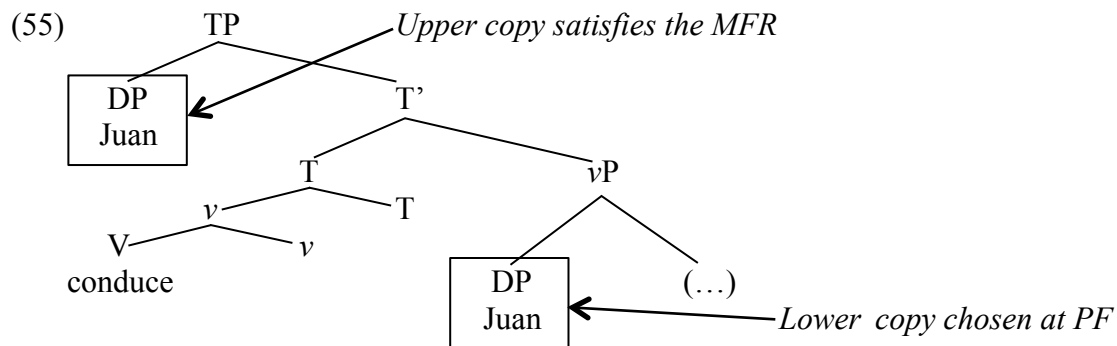 (55) TP Upper copy satisfies the MFR
DP T’
Juan
T vP
v T
V v
conduce DP (…)
Juan Lower copy chosen at PF